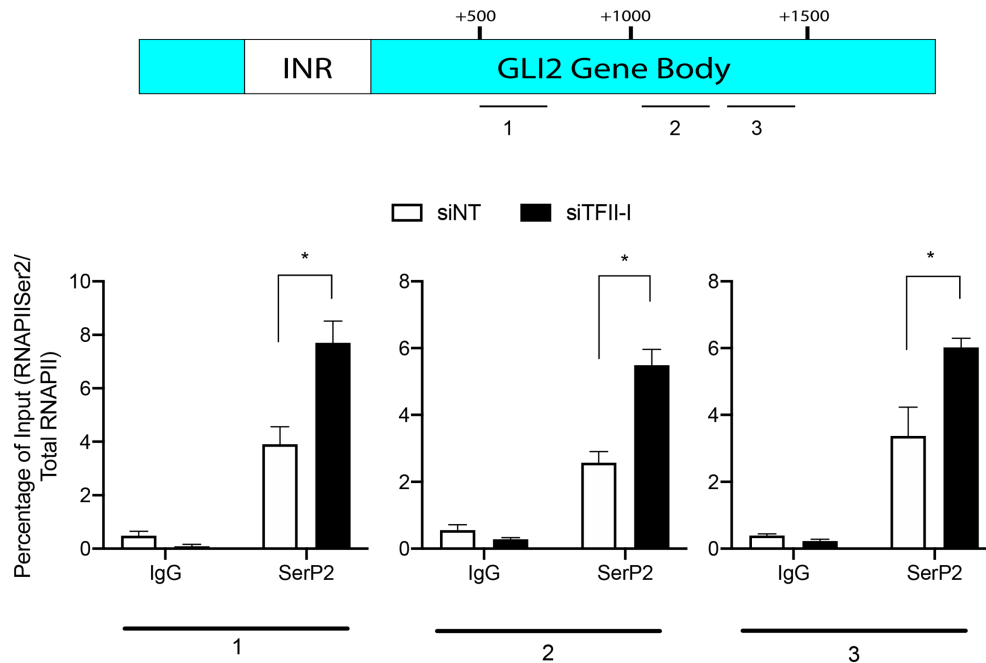 +500 +1000 +1500
INR GLI2 Gene Body
1 2 3
siNT siTFII-I
Percentage of Input (RNAPIISer2/
Total RNAPII)
* * *
10 8 8
8 6 6
6 4 4
4 2 2
2 0 0
0
IgG SerP2 IgG SerP2 IgG SerP2
1 2 3